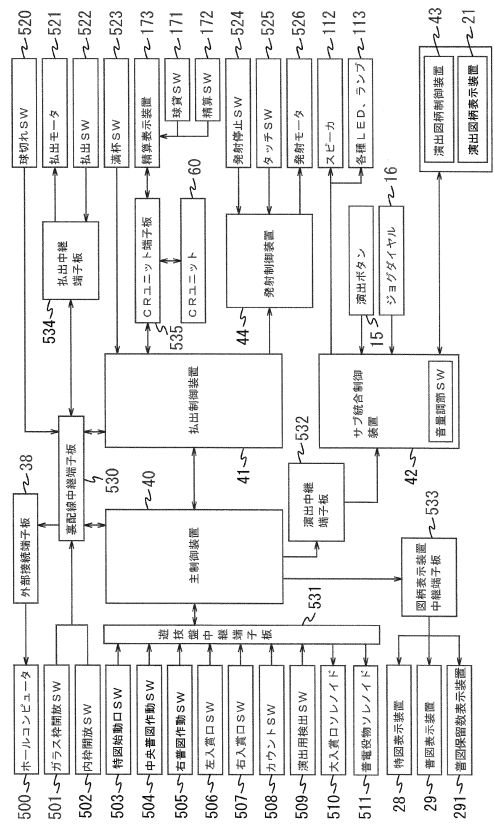 520
521
522
523
173
171
172
524
525
526
112
113
43
21
球切れSW
払出モータ
払出SW
満杯SW
精算表示装置
球貸SW
精算SW
発射停止SW
タッチSW
発射モータ
スピーカ
各種LED、ランプ
演出図柄制御装置
演出図柄表示装置
払出中継
端子板
534
CRユニット端子板
535
CRユニット
60
発射制御装置
44
演出ボタン
15
ジョグダイヤル
16
38
外部接続端子板
裏配線中継端子板
530
払出制御装置
41
サブ統合制御
装置
音量調節SW
42
40
主制御装置
532
演出中継
端子板
533
図柄表示装置
中継端子板
531
遊技盤中継端子板
ホールコンピュータ
ガラス枠開放SW
内枠開放SW
特図始動口SW
中央普図作動SW
右普図作動SW
左入賞口SW
右入賞口SW
カウントSW
演出用検出SW
大入賞口ソレノイド
普電役物ソレノイド
特図表示装置
普図表示装置
普図保留数表示装置
500
501
502
503
504
505
506
507
508
509
510
511
28
29
291